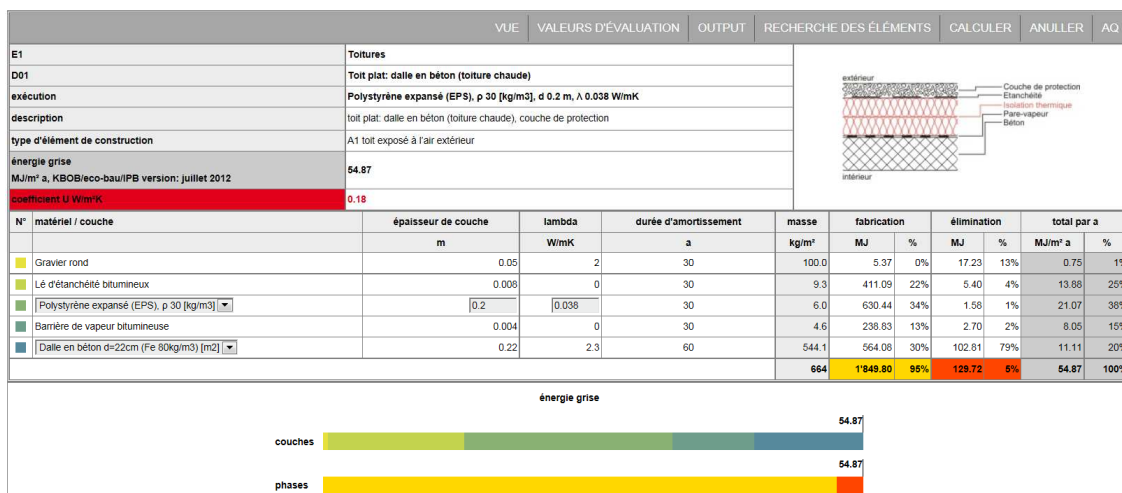 VUE VALEURS D'ÉVALUATION OUTPUT RECHERCHE DES ÉLÉMENTS CALCULER ANULLER AQ
E1 Toitures
D01 Toit plat: dalle en béton (toiture chaude)
exécution Polystyrène expansé (EPS), ρ 30 [kg/m3], d 0.2 m, Λ 0.038 W/mK
description toit plat: dalle en béton (toiture chaude), couche de protection
type d'élément de construction A1 toit exposé à l'air extérieur
énergie grise
MJ/m² a, KBOB/eco-bau/IPB version: juillet 2012 54.87
coefficient U W/m²K 0.18
extérieur
Couche de protection
Etanchéité
Isolation thermique
Pare-vapeur
Béton
intérieur
N° matériel / couche épaisseur de couche lambda durée d'amortissement masse fabrication élimination total par a
m W/mK a kg/m² MJ % MJ % MJ/m² a %
Gravier rond 0.05 2 30 100.0 5.37 0% 17.23 13% 0.75 1%
Lé d'étanchéité bitumineux 0.008 0 30 9.3 411.09 22% 5.40 4% 13.88 25%
Polystyrène expansé (EPS), ρ 30 [kg/m3] 0.2 0.038 30 6.0 630.44 34% 1.58 1% 21.07 38%
Barrière de vapeur bitumineuse 0.004 0 30 4.6 238.83 13% 2.70 2% 8.05 15%
Dalle en béton d=22cm (Fe 80kg/m3) [m2] 0.22 2.3 60 544.1 564.08 30% 102.81 79% 11.11 20%
664 1'849.80 95% 129.72 5% 54.87 100%
énergie grise
54.87
couches
54.87
phases